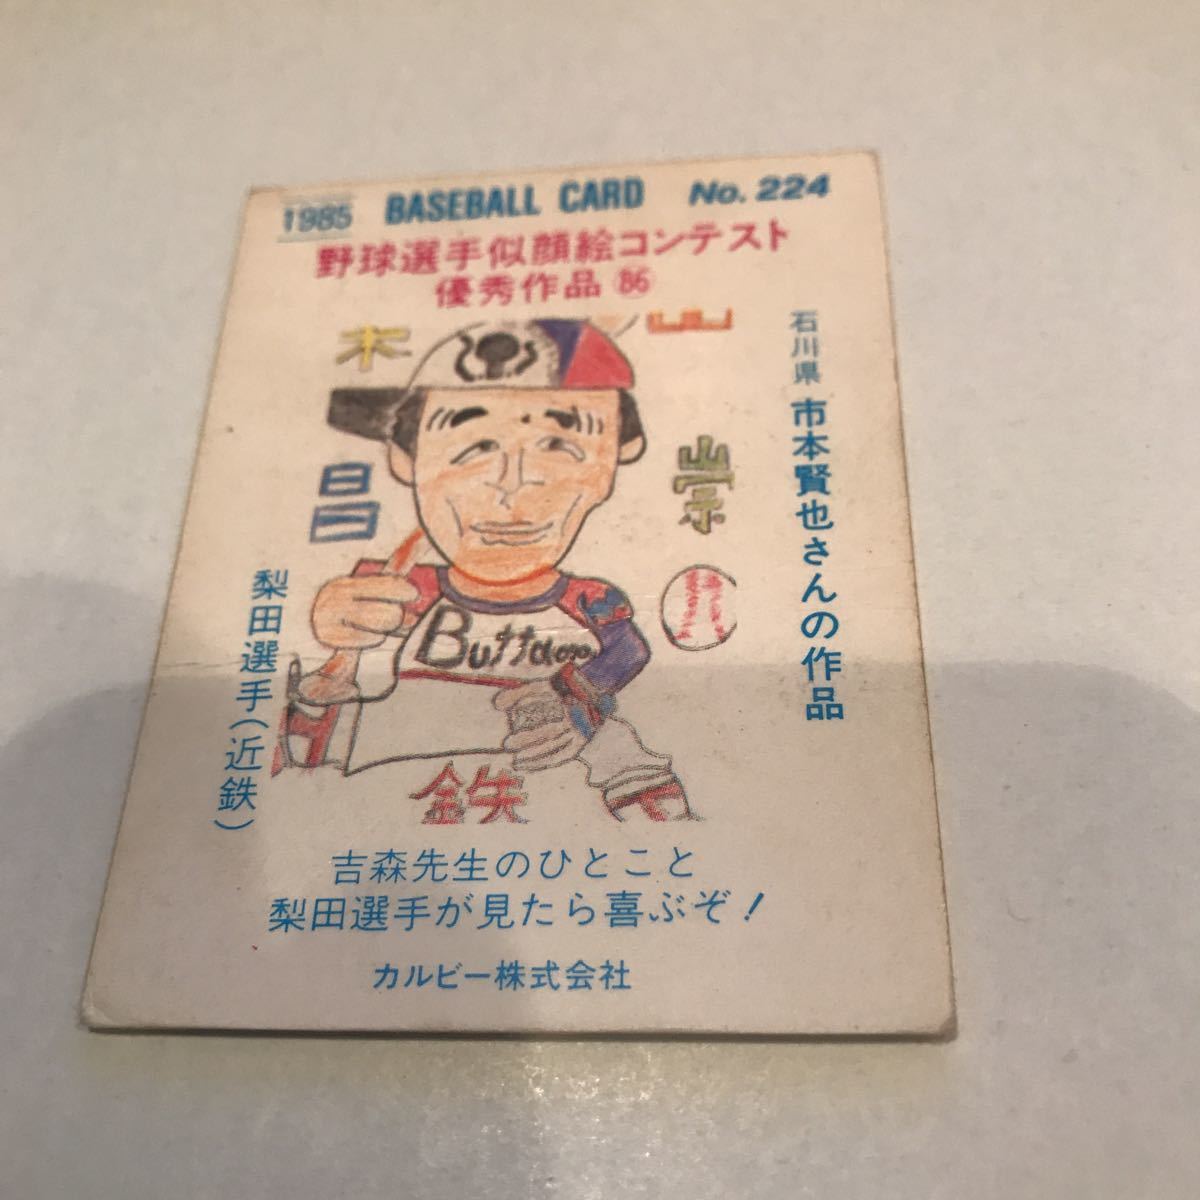 1985 BASEBALL CARD No. 224
野球選手似顔絵コンテスト
優秀作品 86
石川県 市本賢也さんの作品
昌
崇
Buffa
鉄
梨田選手(近鉄)
吉森先生のひとこと
梨田選手が見たら喜ぶぞ!
カルビー株式会社